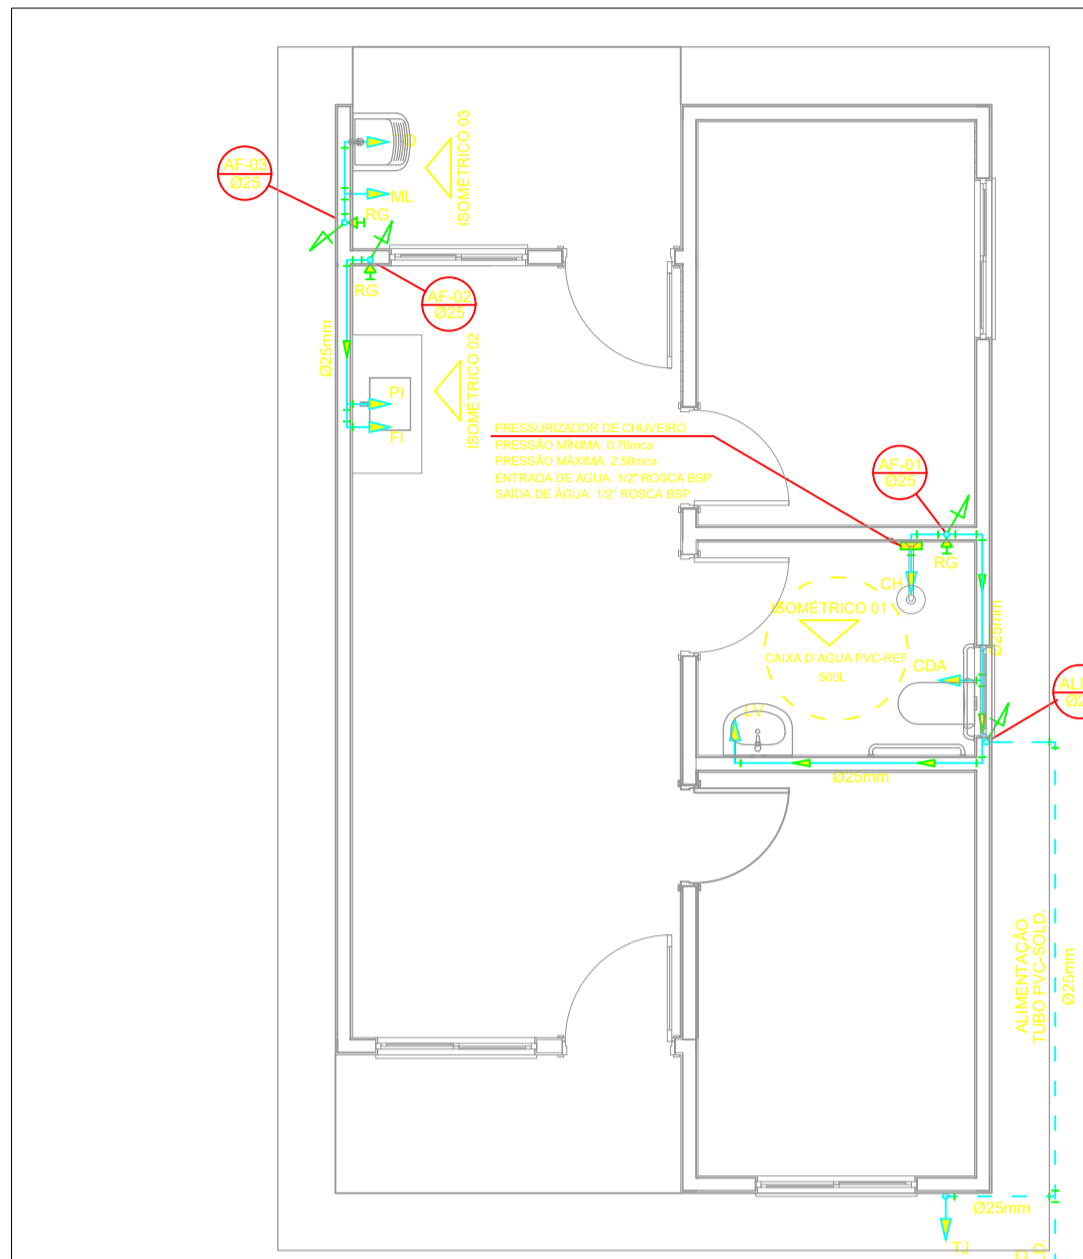 AF-03
Ø25
ML
RG
ISOMÉTRICO 03
RG
AF-02
Ø25
Ø25mm
PI
FI
ISOMÉTRICO 02
PRESSURIZADOR DE CHUVEIRO
PRESSÃO MÍNIMA: 0.70mca
PRESSÃO MÁXIMA: 2.50mca
ENTRADA DE ÁGUA: 1/2" ROSCA BSP
SAÍDA DE ÁGUA: 1/2" ROSCA BSP
AF-01
Ø25
RG
CH
ISOMÉTRICO 01
CAIXA D`AGUA PVC-REF
500L
CDA
Ø25mm
LV
Ø25mm
ALIMENTAÇÃO
TUBO PVC-SOLD.
Ø25mm
Ø25mm
TJ